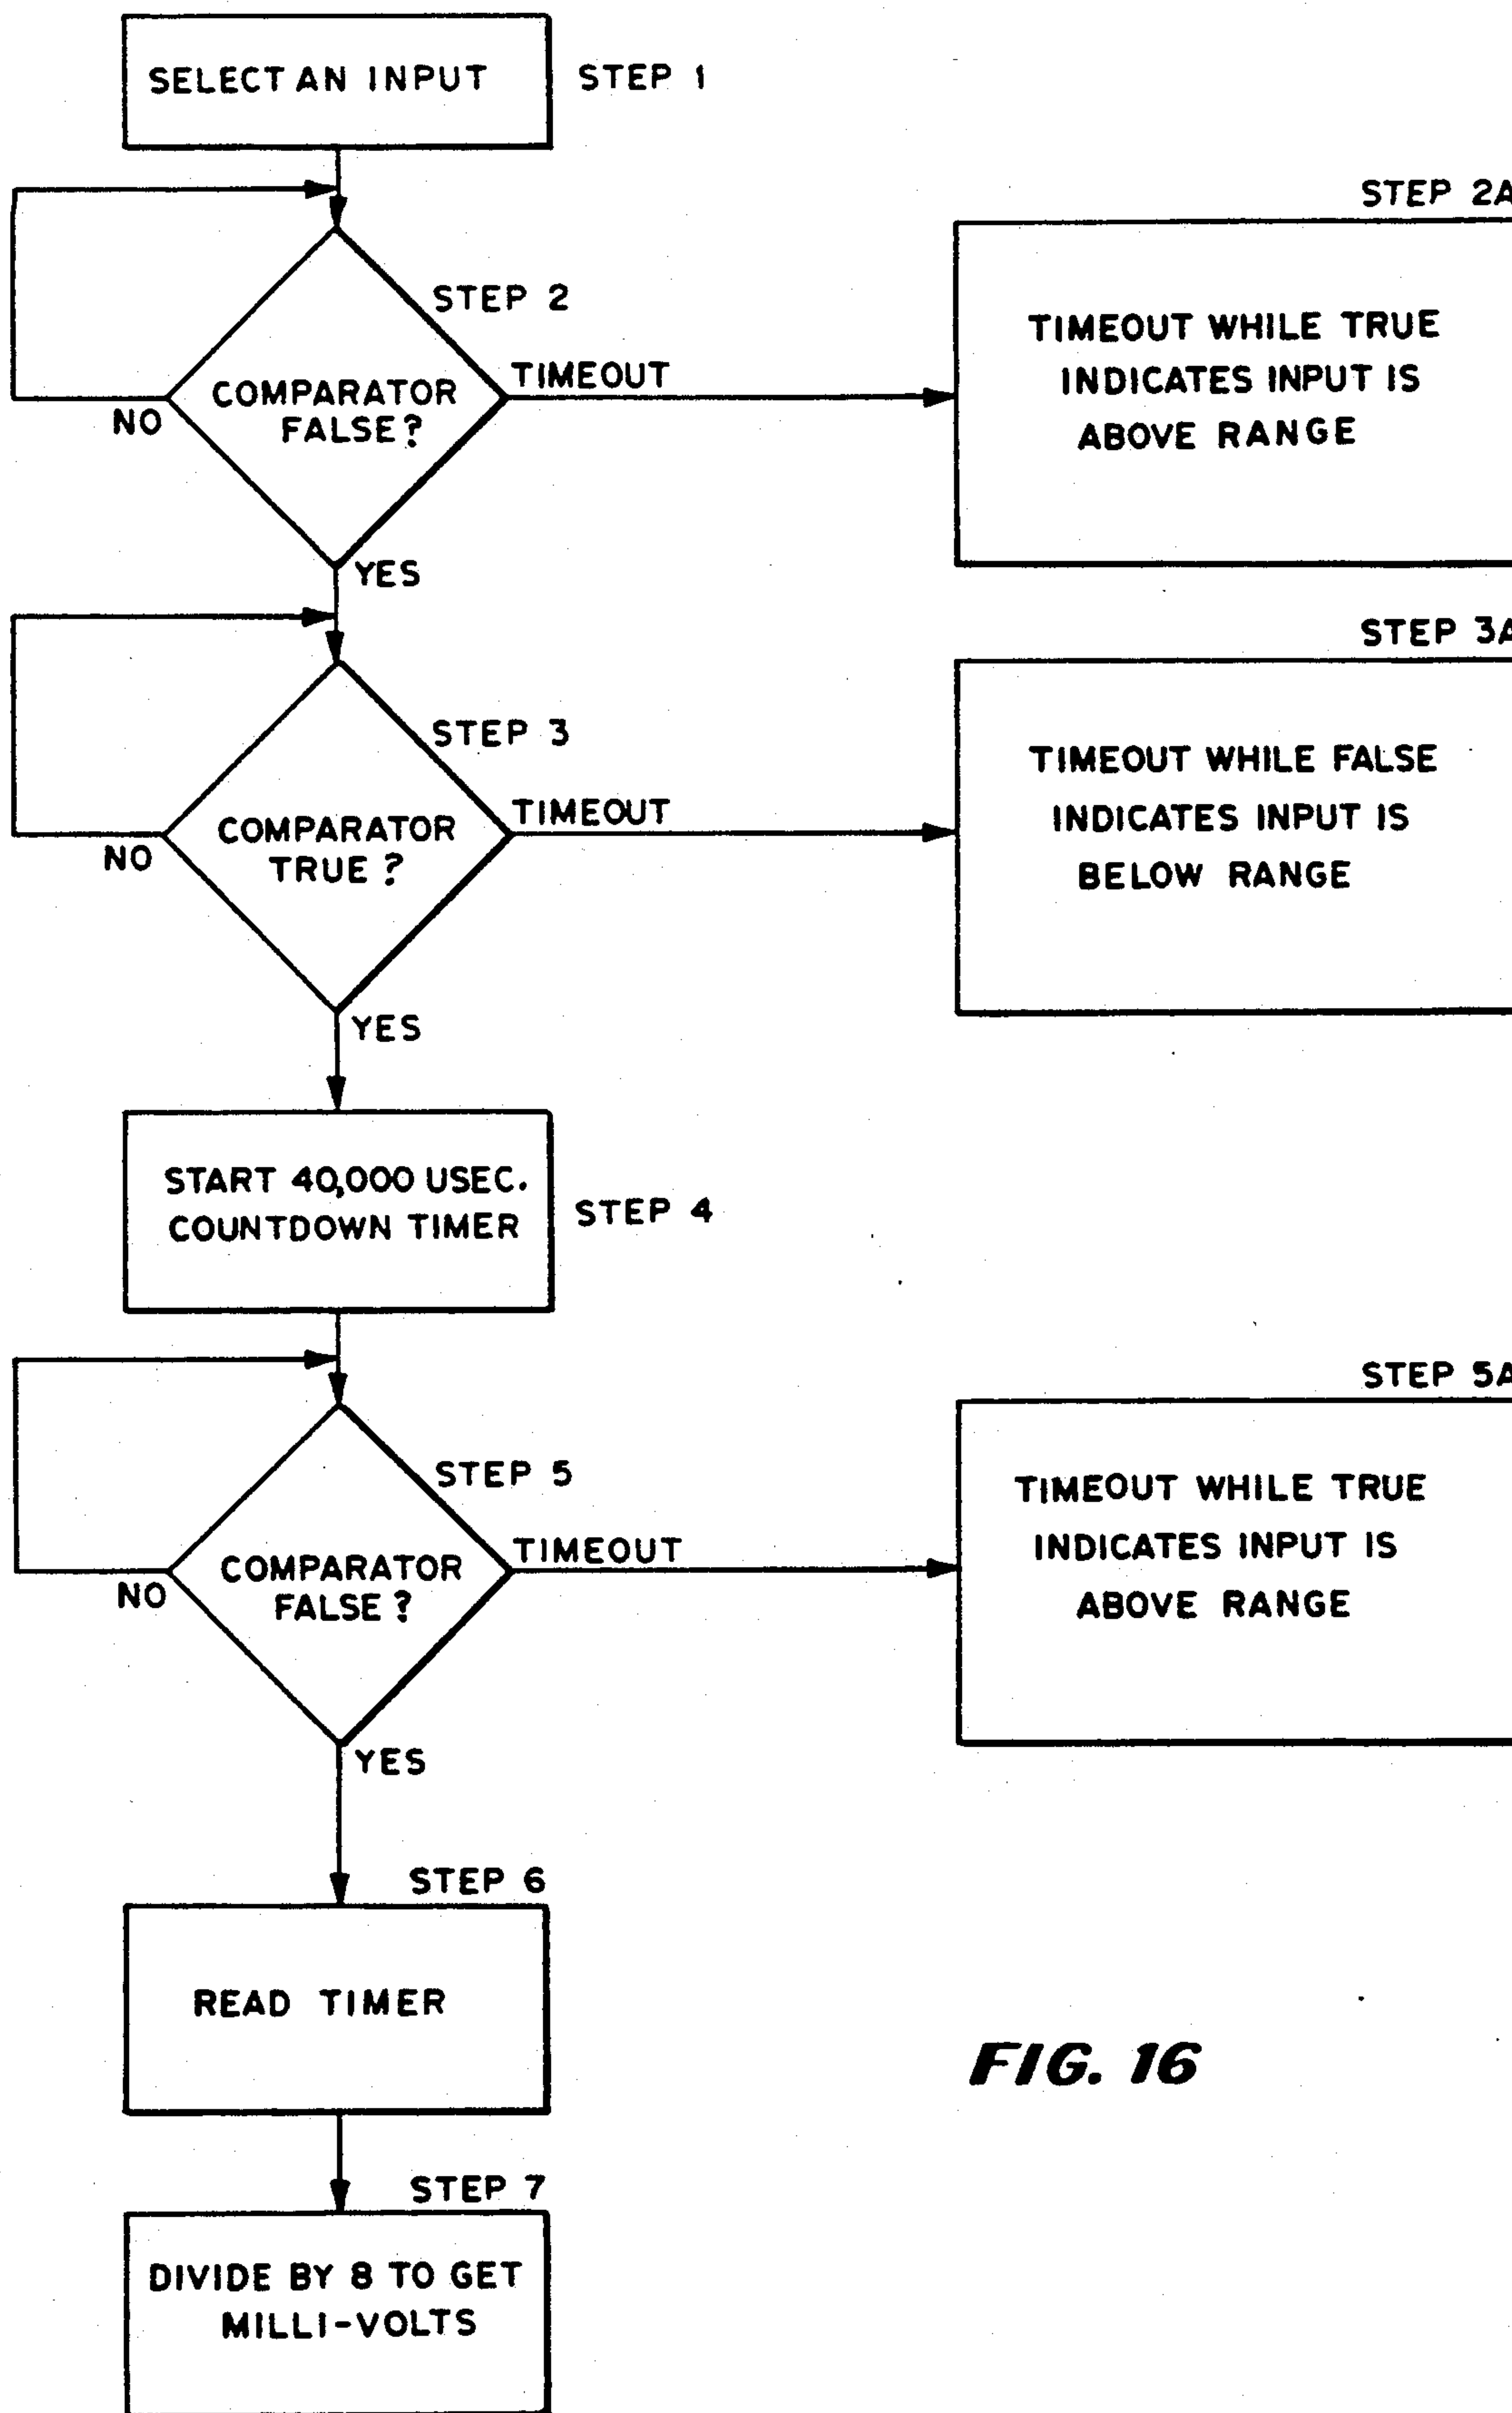 SELECT AN INPUT
STEP 1
STEP 2A
STEP 2
COMPARATOR
FALSE?
NO
TIMEOUT
YES
TIMEOUT WHILE TRUE
INDICATES INPUT IS
ABOVE RANGE
STEP 3A
STEP 3
COMPARATOR
TRUE?
NO
TIMEOUT
YES
TIMEOUT WHILE FALSE
INDICATES INPUT IS
BELOW RANGE
START 40,000 USEC.
COUNTDOWN TIMER
STEP 4
STEP 5A
STEP 5
COMPARATOR
FALSE?
NO
TIMEOUT
YES
TIMEOUT WHILE TRUE
INDICATES INPUT IS
ABOVE RANGE
STEP 6
READ TIMER
FIG. 16
STEP 7
DIVIDE BY 8 TO GET
MILLI-VOLTS